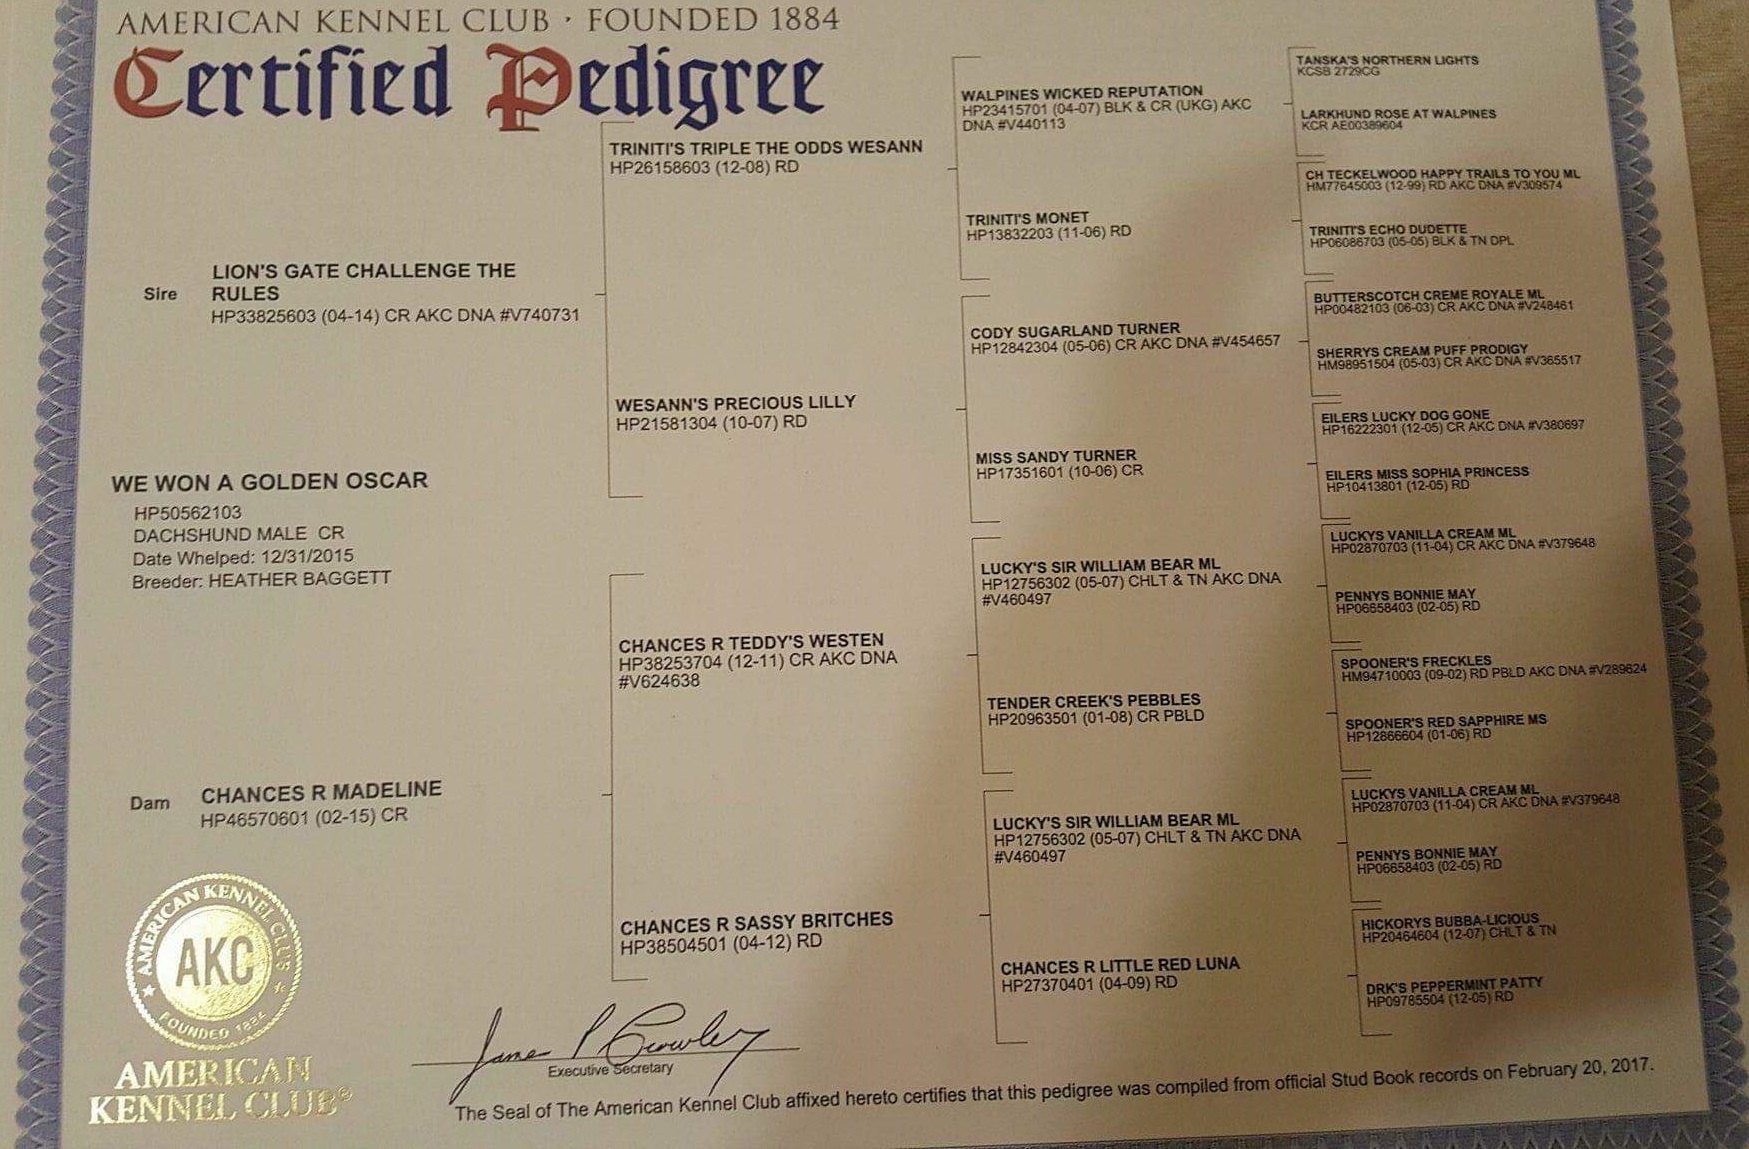 AMERICAN KENNEL CLUB · FOUNDED 1884
Certified Pedigree
WE WON A GOLDEN OSCAR
HP50562103
DACHSHUND MALE CR
Date Whelped: 12/31/2015
Breeder: HEATHER BAGGETT
Sire
LION'S GATE CHALLENGE THE
RULES
HP33825603 (04-14) CR AKC DNA #V740731
Dam
CHANCES R MADELINE
HP46570601 (02-15) CR
TRINITI'S TRIPLE THE ODDS WESANN
HP26158603 (12-08) RD
WESANN'S PRECIOUS LILLY
HP21581304 (10-07) RD
CHANCES R TEDDY'S WESTEN
HP38253704 (12-11) CR AKC DNA
#V624638
CHANCES R SASSY BRITCHES
HP38504501 (04-12) RD
WALPINES WICKED REPUTATION
HP23415701 (04-07) BLK & CR (UKG) AKC
DNA #V440113
TRINITI'S MONET
HP13832203 (11-06) RD
CODY SUGARLAND TURNER
HP12842304 (05-06) CR AKC DNA #V454657
MISS SANDY TURNER
HP17351601 (10-06) CR
LUCKY'S SIR WILLIAM BEAR ML
HP12756302 (05-07) CHLT & TN AKC DNA
#V460497
TENDER CREEK'S PEBBLES
HP20963501 (01-08) CR PBLD
LUCKY'S SIR WILLIAM BEAR ML
HP12756302 (05-07) CHLT & TN AKC DNA
#V460497
CHANCES R LITTLE RED LUNA
HP27370401 (04-09) RD
TANSKA'S NORTHERN LIGHTS
KCSB 2729CG
LARKHUND ROSE AT WALPINES
KCR AE00389604
CH TECKELWOOD HAPPY TRAILS TO YOU ML
HM77645003 (12-99) RD AKC DNA #V309574
TRINITI'S ECHO DUDETTE
HP06086703 (05-05) BLK & TN DPL
BUTTERSCOTCH CREME ROYALE ML
HP00482103 (06-03) CR AKC DNA #V248461
SHERRYS CREAM PUFF PRODIGY
HM98951504 (05-03) CR AKC DNA #V365517
EILERS LUCKY DOG GONE
HP16222301 (12-05) CR AKC DNA #V380697
EILERS MISS SOPHIA PRINCESS
HP10413801 (12-05) RD
LUCKYS VANILLA CREAM ML
HP02870703 (11-04) CR AKC DNA #V379648
PENNYS BONNIE MAY
HP06658403 (02-05) RD
SPOONER'S FRECKLES
HM94710003 (09-02) RD PBLD AKC DNA #V289624
SPOONER'S RED SAPPHIRE MS
HP12866604 (01-06) RD
LUCKYS VANILLA CREAM ML
HP02870703 (11-04) CR AKC DNA #V379648
PENNYS BONNIE MAY
HP06658403 (02-05) RD
HICKORYS BUBBA-LICIOUS
HP20464604 (12-07) CHLT & TN
DRK'S PEPPERMINT PATTY
HP09785504 (12-05) RD
AMERICAN KENNEL CLUB
AKC
FOUNDED 1884
AMERICAN
KENNEL CLUB®
James P Crowley
Executive Secretary
The Seal of The American Kennel Club affixed hereto certifies that this pedigree was compiled from official Stud Book records on February 20, 2017.